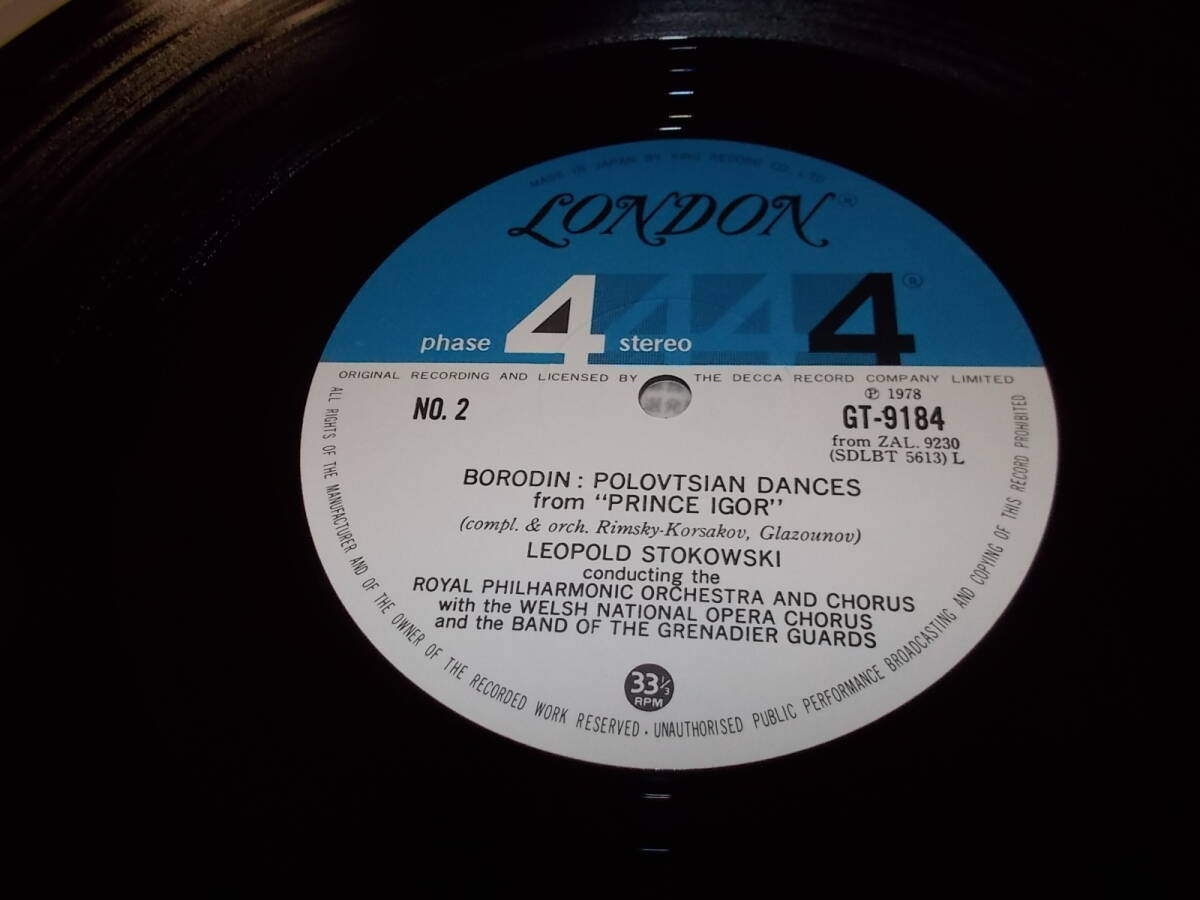 MADE IN JAPAN BY KING RECORD CO., LTD
LONDON ®
phase 4 stereo 4 4 4 ®
ORIGINAL RECORDING AND LICENSED BY THE DECCA RECORD COMPANY LIMITED
NO. 2
℗ 1978
GT-9184
from ZAL. 9230
(SDLBT 5613) L
BORODIN : POLOVTSIAN DANCES
from "PRINCE IGOR"
(compl. & orch. Rimsky-Korsakov, Glazounov)
LEOPOLD STOKOWSKI
conducting the
ROYAL PHILHARMONIC ORCHESTRA AND CHORUS
with the WELSH NATIONAL OPERA CHORUS
and the BAND OF THE GRENADIER GUARDS
33⅓
RPM
ALL RIGHTS OF THE MANUFACTURER AND OF THE OWNER OF THE RECORDED WORK RESERVED . UNAUTHORISED PUBLIC PERFORMANCE BROADCASTING AND COPYING OF THIS RECORD PROHIBITED